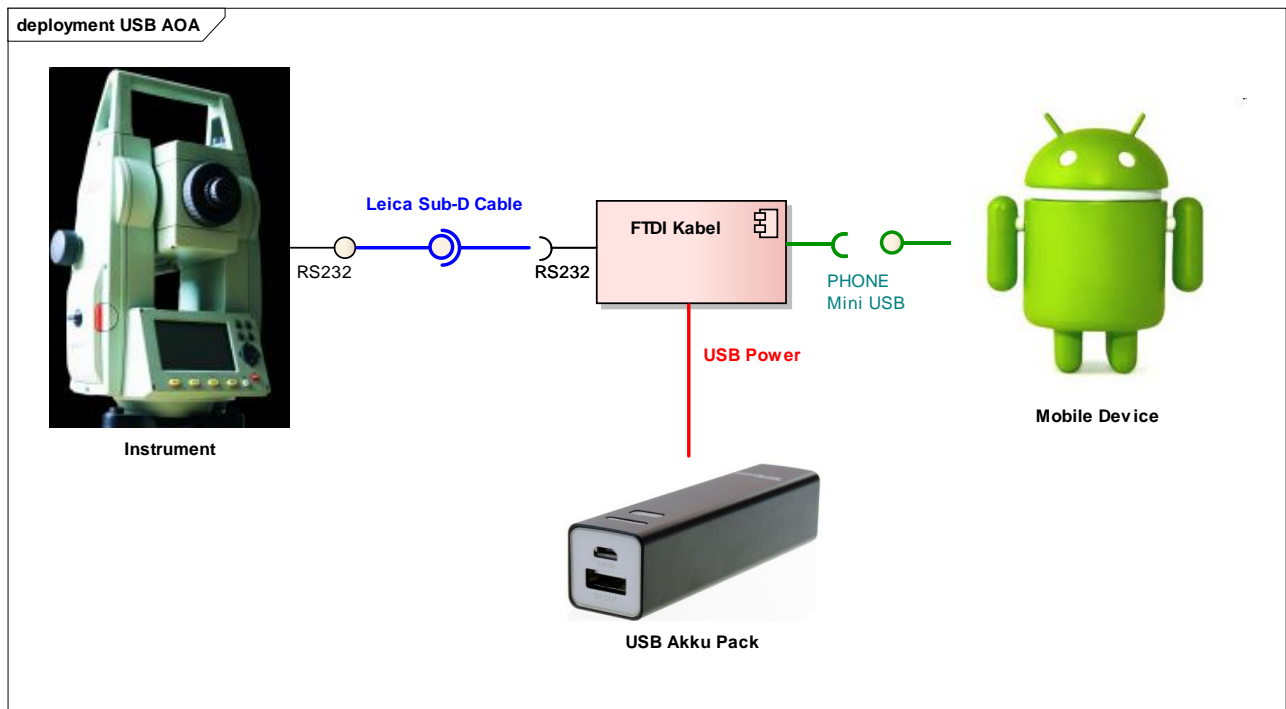 deployment USB AOA
Leica Sub-D Cable
FTDI Kabel
RS232
RS232
PHONE
Mini USB
USB Power
Mobile Device
Instrument
USB Akku Pack